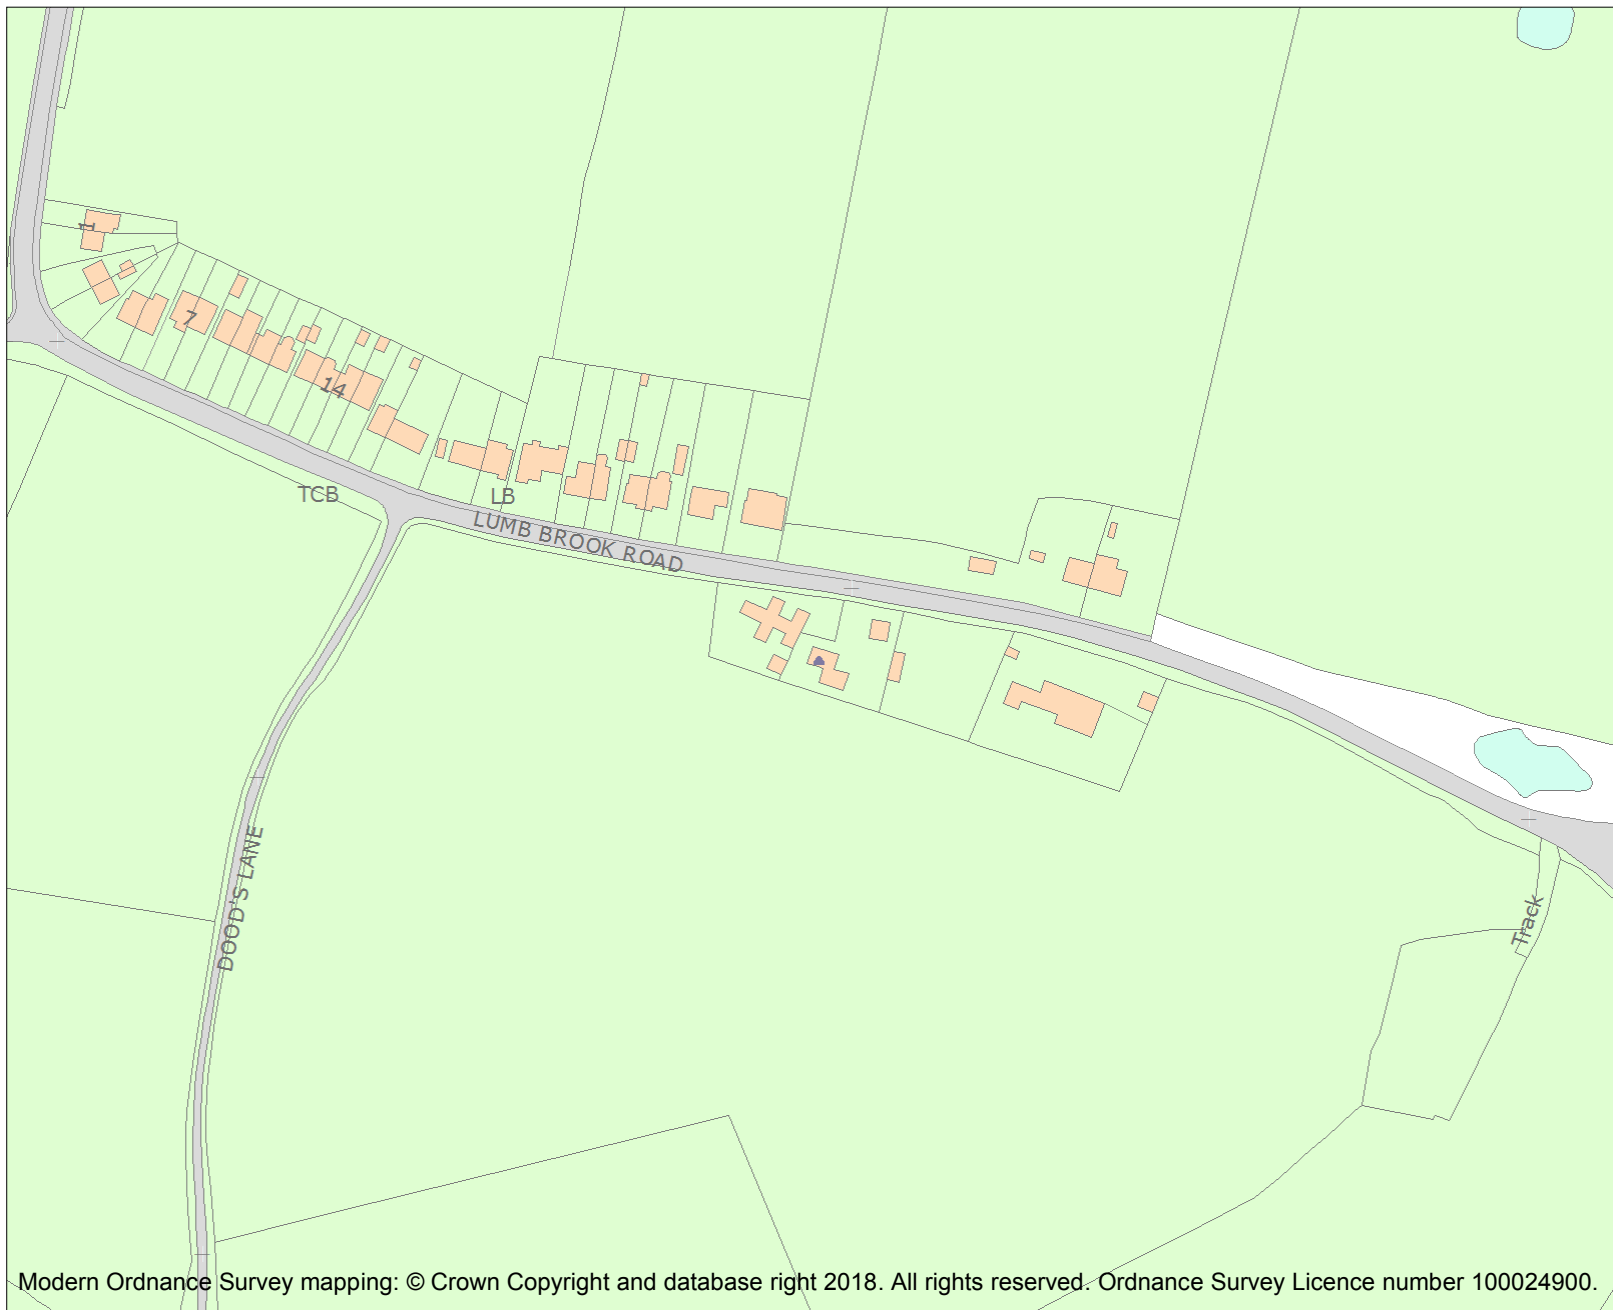 1
7
14
TCB
LB
LUMB BROOK ROAD
DOOD'S LANE
Track
Modern Ordnance Survey mapping: © Crown Copyright and database right 2018. All rights reserved. Ordnance Survey Licence number 100024900.